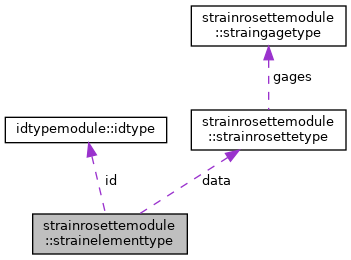 strainrosettemodule
::straingagetype
gages
idtypemodule::idtype
strainrosettemodule
::strainrosettetype
id
data
strainrosettemodule
::strainelementtype